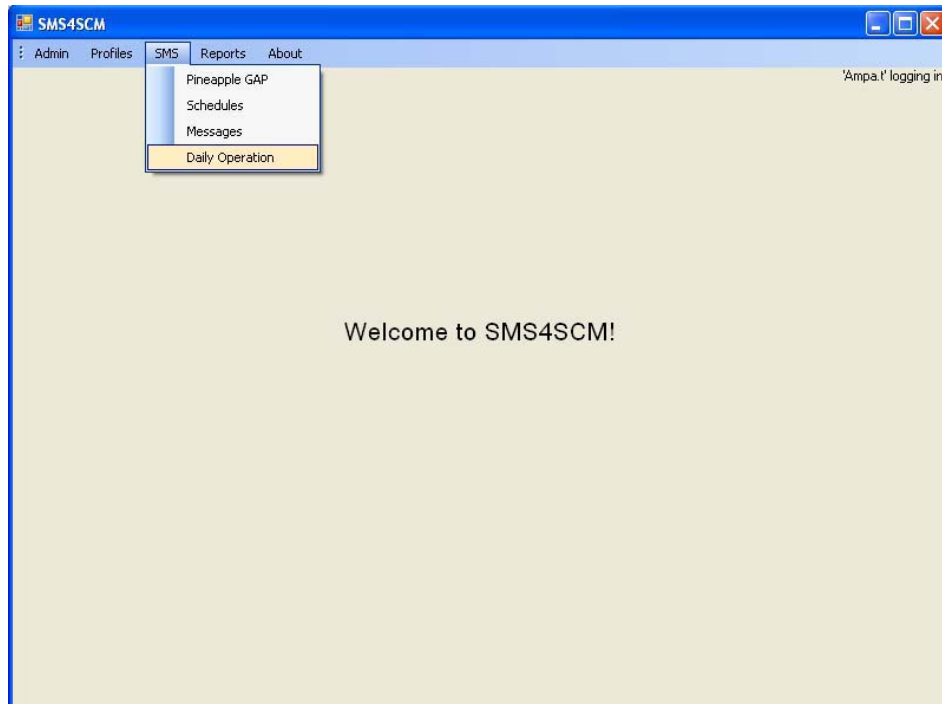 SMS4SCM
Admin Profiles SMS Reports About
'Ampa.t' logging in
Pineapple GAP
Schedules
Messages
Daily Operation
Welcome to SMS4SCM!